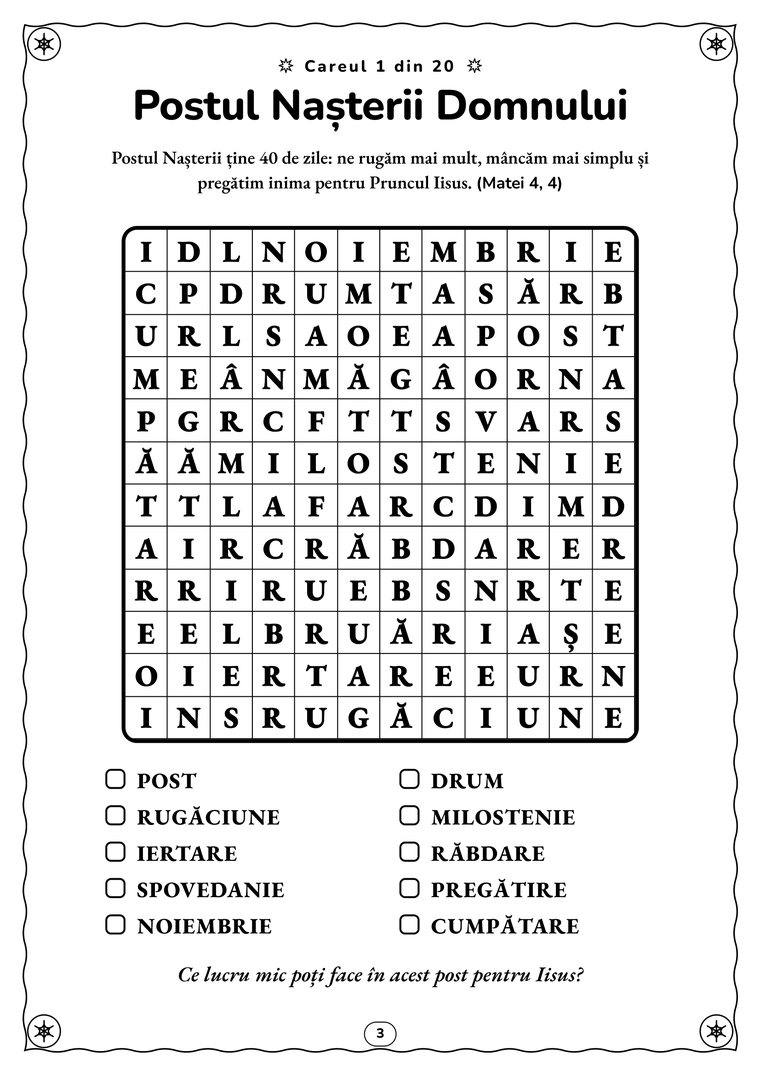 Careul 1 din 20
Postul Nașterii Domnului
Postul Nașterii ține 40 de zile: ne rugăm mai mult, mâncăm mai simplu și
pregătim inima pentru Pruncul Iisus. (Matei 4, 4)
I D L N O I E M B R I E
C P D R U M T A S Ă R B
U R L S A O E A P O S T
M E Â N M Ă G Â O R N A
P G R C F T T S V A R S
Ă Ă M I L O S T E N I E
T T L A F A R C D I M D
A I R C R Ă B D A R E R
R R I R U E B S N R T E
E E L B R U Ă R I A Ș E
O I E R T A R E E U R N
I N S R U G Ă C I U N E
POST
RUGĂCIUNE
IERTARE
SPOVEDANIE
NOIEMBRIE
DRUM
MILOSTENIE
RĂBDARE
PREGĂTIRE
CUMPĂTARE
Ce lucru mic poți face în acest post pentru Iisus?
3